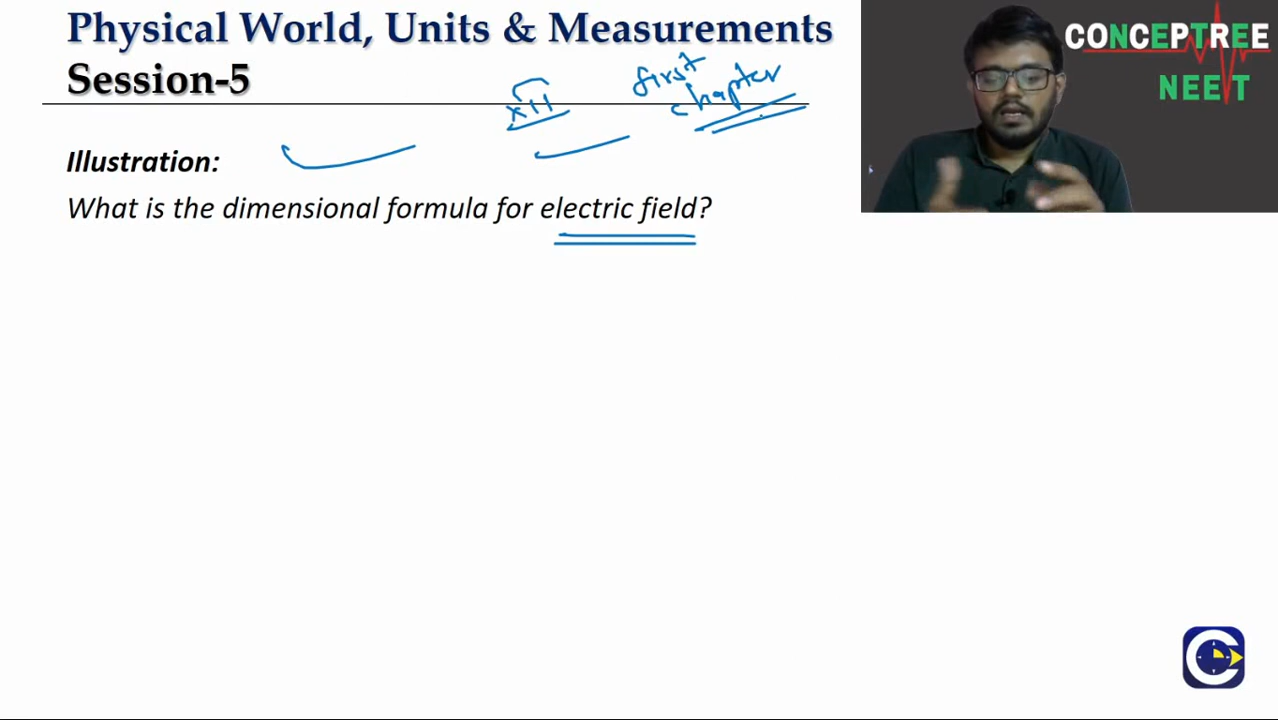 Physical World, Units & Measurements
Session-5
CONCEPTREE
NEET
first
chapter
XII
Illustration:
What is the dimensional formula for electric field?